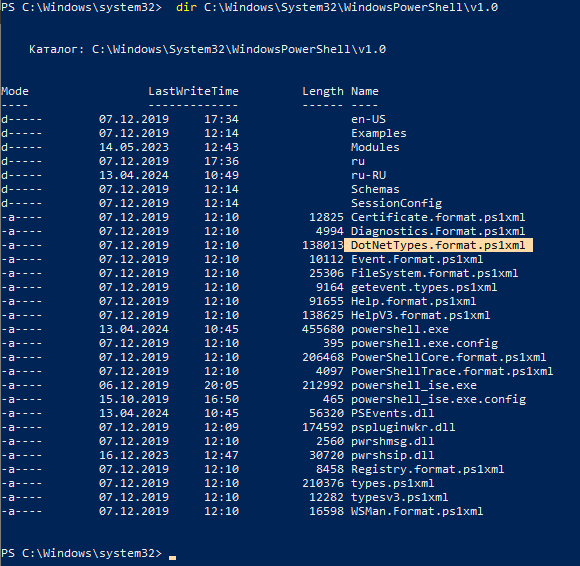 PS C:\Windows\system32>  dir C:\Windows\System32\WindowsPowerShell\v1.0
Каталог: C:\Windows\System32\WindowsPowerShell\v1.0
Mode                 LastWriteTime         Length Name
----                 -------------         ------ ----
d-----        07.12.2019     17:34                en-US
d-----        07.12.2019     12:14                Examples
d-----        14.05.2023     12:43                Modules
d-----        07.12.2019     17:36                ru
d-----        13.04.2024     10:49                ru-RU
d-----        07.12.2019     12:14                Schemas
d-----        07.12.2019     12:14                SessionConfig
-a----        07.12.2019     12:10          12825 Certificate.format.ps1xml
-a----        07.12.2019     12:10           4994 Diagnostics.Format.ps1xml
-a----        07.12.2019     12:10         138013 DotNetTypes.format.ps1xml
-a----        07.12.2019     12:10          10112 Event.Format.ps1xml
-a----        07.12.2019     12:10          25306 FileSystem.format.ps1xml
-a----        07.12.2019     12:10           9164 getevent.types.ps1xml
-a----        07.12.2019     12:10          91655 Help.format.ps1xml
-a----        07.12.2019     12:10         138625 HelpV3.format.ps1xml
-a----        13.04.2024     10:45         455680 powershell.exe
-a----        07.12.2019     12:10            395 powershell.exe.config
-a----        07.12.2019     12:10         206468 PowerShellCore.format.ps1xml
-a----        07.12.2019     12:10           4097 PowerShellTrace.format.ps1xml
-a----        06.12.2019     20:05         212992 powershell_ise.exe
-a----        15.10.2019     16:50            465 powershell_ise.exe.config
-a----        13.04.2024     10:45          56320 PSEvents.dll
-a----        07.12.2019     12:09         174592 pspluginwkr.dll
-a----        07.12.2019     12:10           2560 pwrshmsg.dll
-a----        16.12.2023     12:47          30720 pwrshsip.dll
-a----        07.12.2019     12:10           8458 Registry.format.ps1xml
-a----        07.12.2019     12:10         210376 types.ps1xml
-a----        07.12.2019     12:10          12282 typesv3.ps1xml
-a----        07.12.2019     12:10          16598 WSMan.Format.ps1xml
PS C:\Windows\system32>